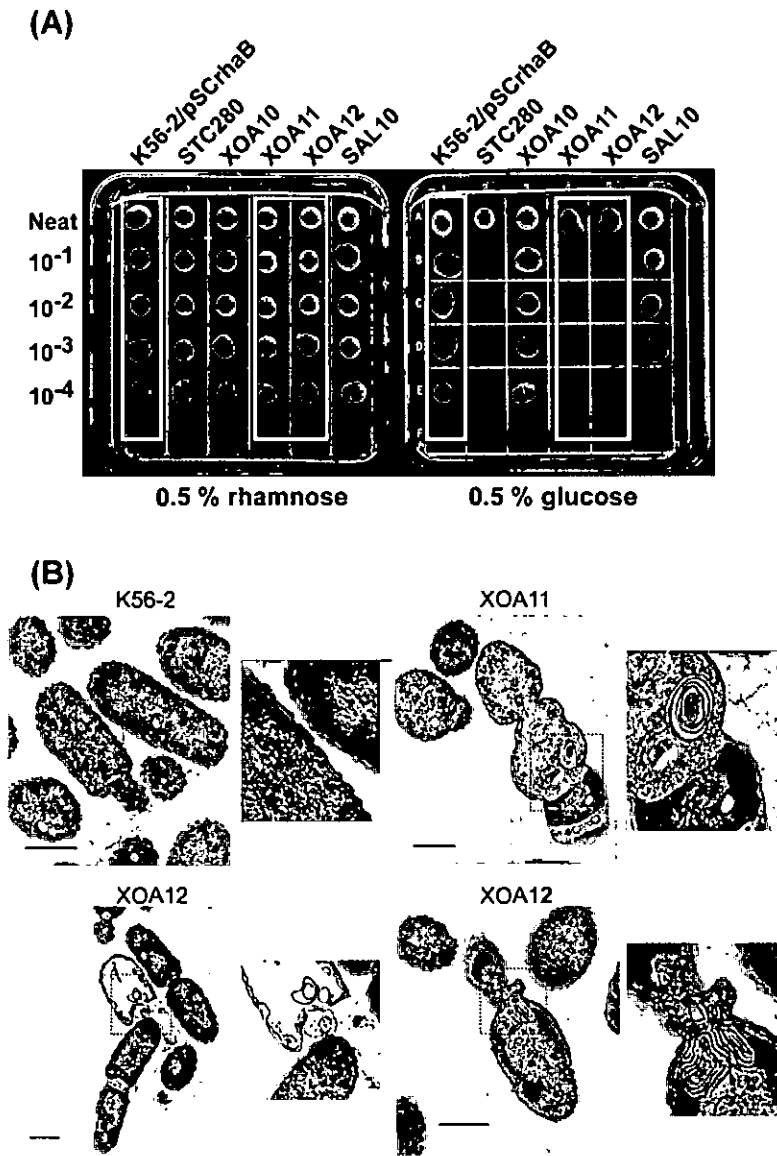 (A)
K56-2/pSCrhaB STC280 XOA10 XOA11 XOA12 SAL10 K56-2/pSCrhaB STC280 XOA10 XOA11 XOA12 SAL10
Neat A
10-1 B
10-2 C
10-3 D
10-4 E
F
0.5 % rhamnose 0.5 % glucose
(B)
K56-2 XOA11
XOA12 XOA12